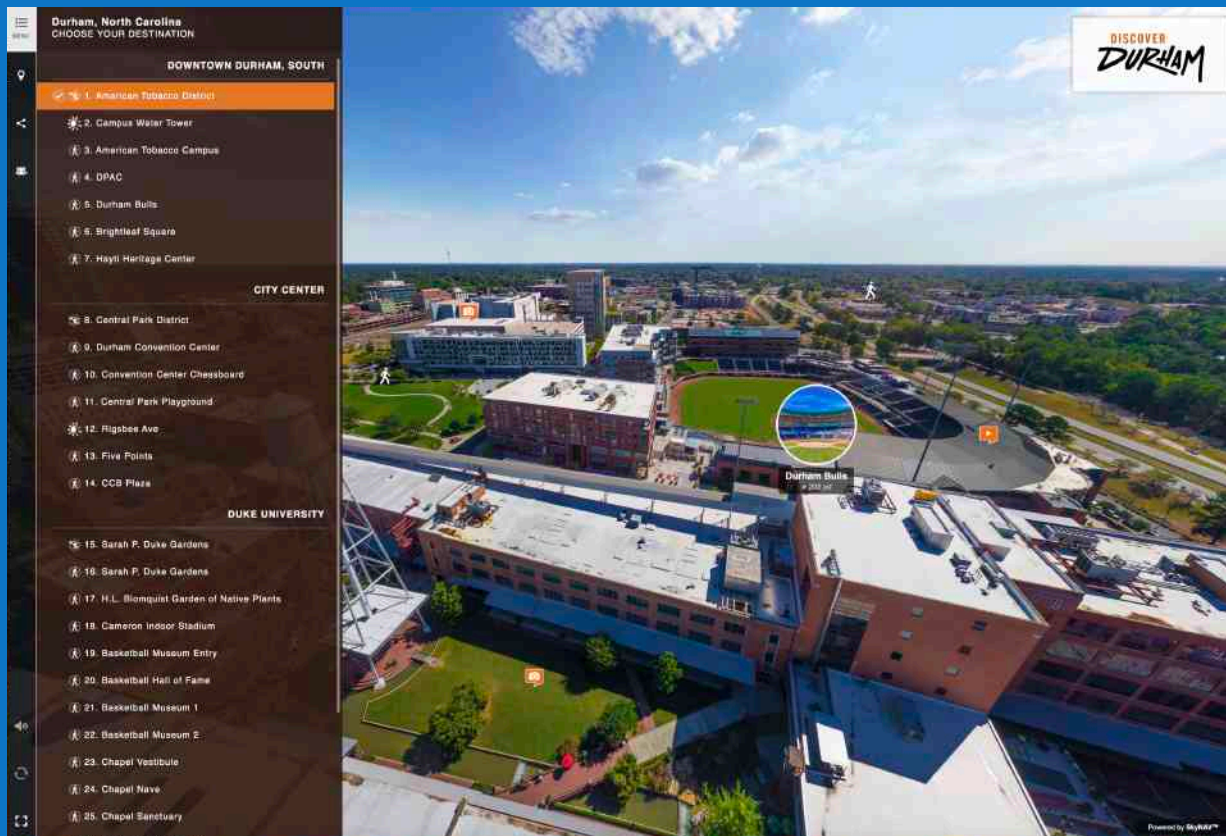 MENU
Durham, North Carolina
CHOOSE YOUR DESTINATION
DOWNTOWN DURHAM, SOUTH
1. American Tobacco District
2. Campus Water Tower
3. American Tobacco Campus
4. DPAC
5. Durham Bulls
6. Brightleaf Square
7. Hayti Heritage Center
CITY CENTER
8. Central Park District
9. Durham Convention Center
10. Convention Center Chessboard
11. Central Park Playground
12. Rigsbee Ave
13. Five Points
14. CCB Plaza
DUKE UNIVERSITY
15. Sarah P. Duke Gardens
16. Sarah P. Duke Gardens
17. H.L. Blomquist Garden of Native Plants
18. Cameron Indoor Stadium
19. Basketball Museum Entry
20. Basketball Hall of Fame
21. Basketball Museum 1
22. Basketball Museum 2
23. Chapel Vestibule
24. Chapel Nave
25. Chapel Sanctuary
DISCOVER
DURHAM
Durham Bulls
Powered by SkyNAV™